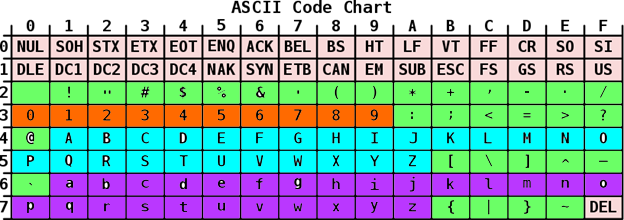 ASCII Code Chart
0 1 2 3 4 5 6 7 8 9 A B C D E F
0 NUL SOH STX ETX EOT ENQ ACK BEL BS HT LF VT FF CR SO SI
1 DLE DC1 DC2 DC3 DC4 NAK SYN ETB CAN EM SUB ESC FS GS RS US
2 ! " # $ % & ' ( ) * + , - . /
3 0 1 2 3 4 5 6 7 8 9 : ; < = > ?
4 @ A B C D E F G H I J K L M N O
5 P Q R S T U V W X Y Z [ \ ] ^ _
6 ` a b c d e f g h i j k l m n o
7 p q r s t u v w x y z { | } ~ DEL